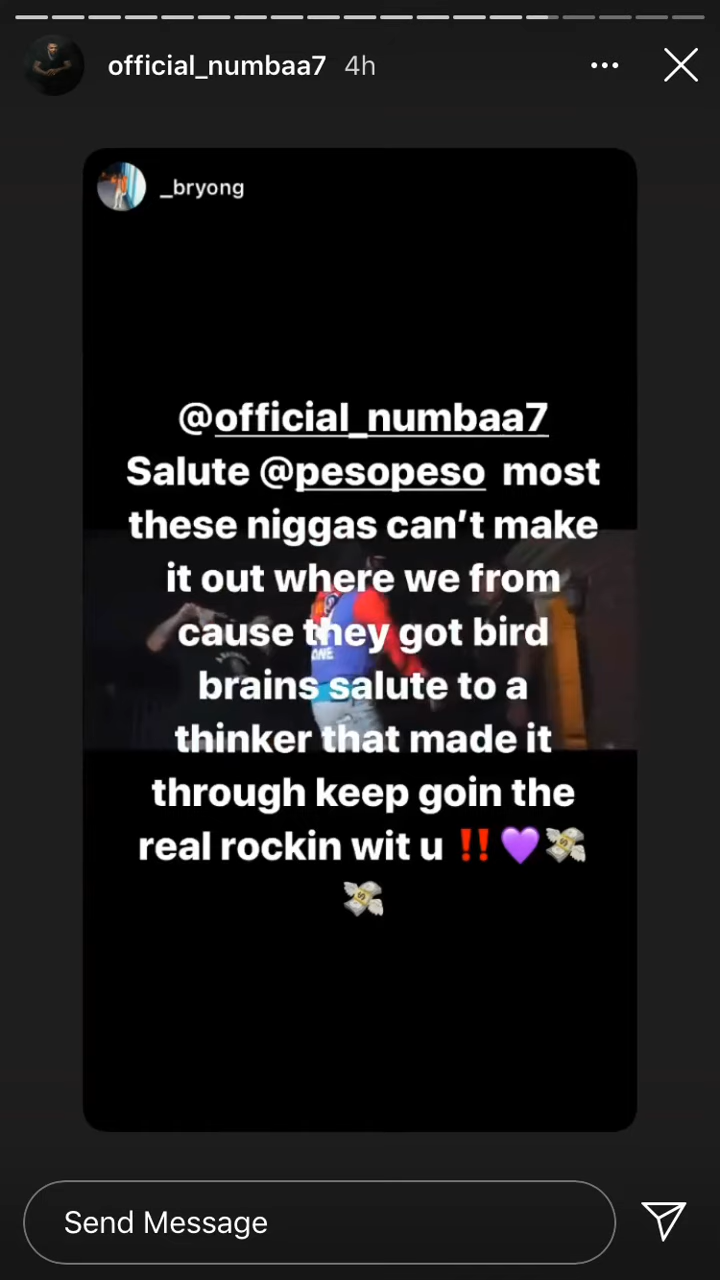 official_numbaa7 4h
_bryong
@official_numbaa7
Salute @pesopeso most
these niggas can’t make
it out where we from
cause they got bird
brains salute to a
thinker that made it
through keep goin the
real rockin wit u ‼️ 💜💸
💸
Send Message